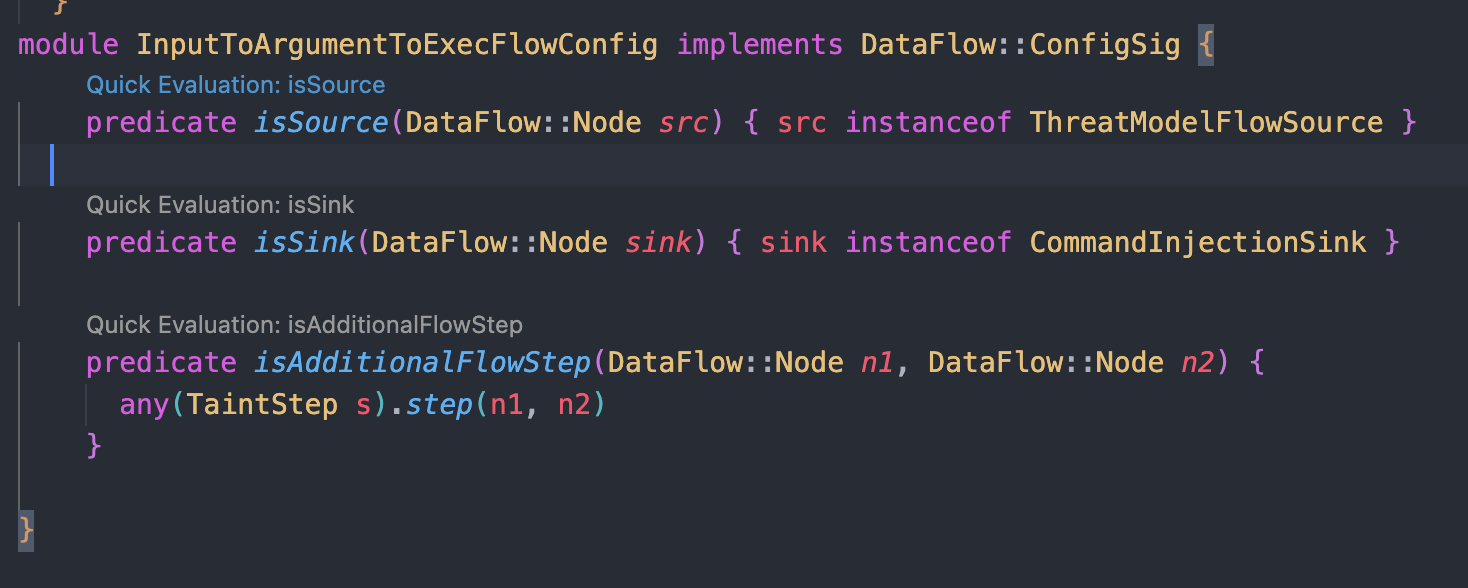 }
module InputToArgumentToExecFlowConfig implements DataFlow::ConfigSig {
Quick Evaluation: isSource
predicate isSource(DataFlow::Node src) { src instanceof ThreatModelFlowSource }
Quick Evaluation: isSink
predicate isSink(DataFlow::Node sink) { sink instanceof CommandInjectionSink }
Quick Evaluation: isAdditionalFlowStep
predicate isAdditionalFlowStep(DataFlow::Node n1, DataFlow::Node n2) {
any(TaintStep s).step(n1, n2)
}
}